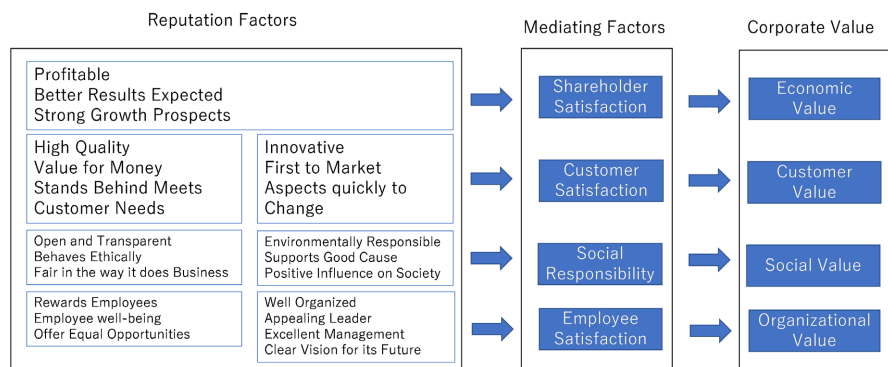 Reputation Factors
Mediating Factors
Corporate Value
Profitable
Better Results Expected
Strong Growth Prospects
Shareholder
Satisfaction
Economic
Value
High Quality
Value for Money
Stands Behind Meets
Customer Needs
Innovative
First to Market
Aspects quickly to
Change
Customer
Satisfaction
Customer
Value
Open and Transparent
Behaves Ethically
Fair in the way it does Business
Environmentally Responsible
Supports Good Cause
Positive Influence on Society
Social
Responsibility
Social Value
Rewards Employees
Employee well-being
Offer Equal Opportunities
Well Organized
Appealing Leader
Excellent Management
Clear Vision for its Future
Employee
Satisfaction
Organizational
Value